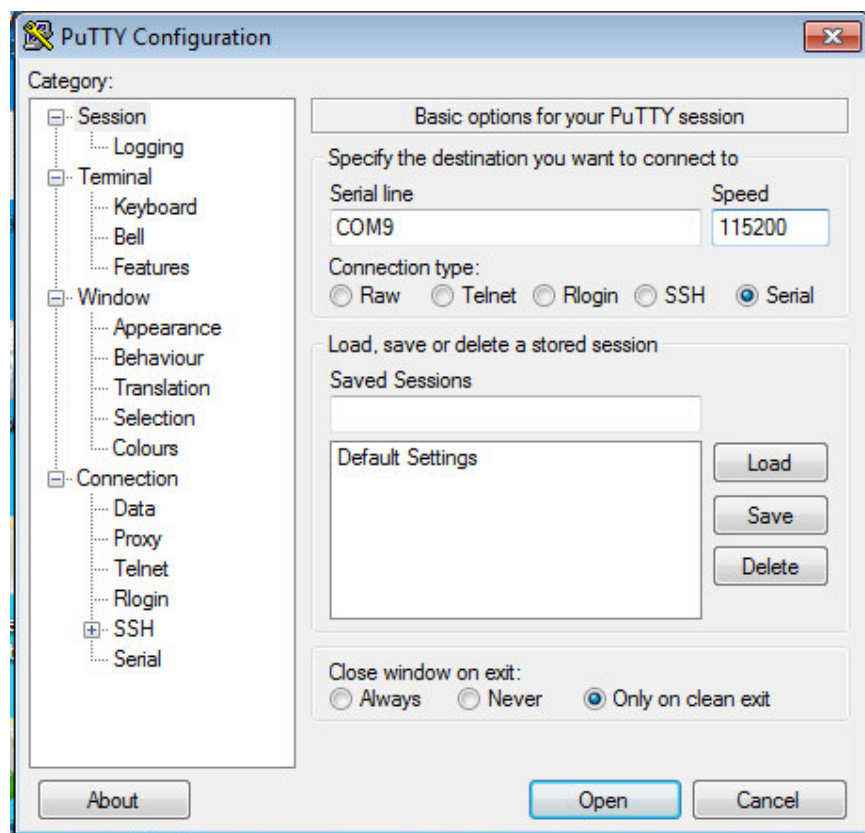 PuTTY Configuration
Category:
Session
Logging
Terminal
Keyboard
Bell
Features
Window
Appearance
Behaviour
Translation
Selection
Colours
Connection
Data
Proxy
Telnet
Rlogin
SSH
Serial
Basic options for your PuTTY session
Specify the destination you want to connect to
Serial line Speed
COM9 115200
Connection type:
Raw Telnet Rlogin SSH Serial
Load, save or delete a stored session
Saved Sessions
Default Settings
Load
Save
Delete
Close window on exit:
Always Never Only on clean exit
About Open Cancel